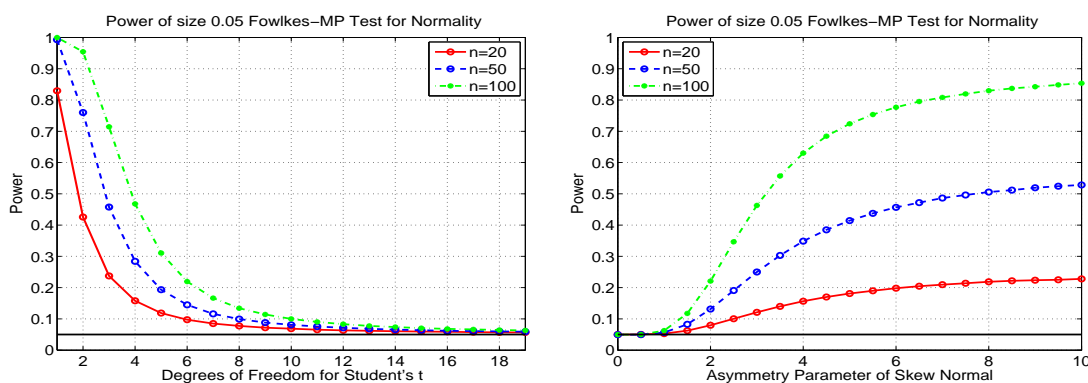 Power of size 0.05 Fowlkes−MP Test for Normality
1
0.9
0.8
0.7
0.6
0.5
0.4
0.3
0.2
0.1
0
Power
n=20
n=50
n=100
2 4 6 8 10 12 14 16 18
Degrees of Freedom for Student's t
Power of size 0.05 Fowlkes−MP Test for Normality
1
0.9
0.8
0.7
0.6
0.5
0.4
0.3
0.2
0.1
0
Power
n=20
n=50
n=100
0 2 4 6 8 10
Asymmetry Parameter of Skew Normal